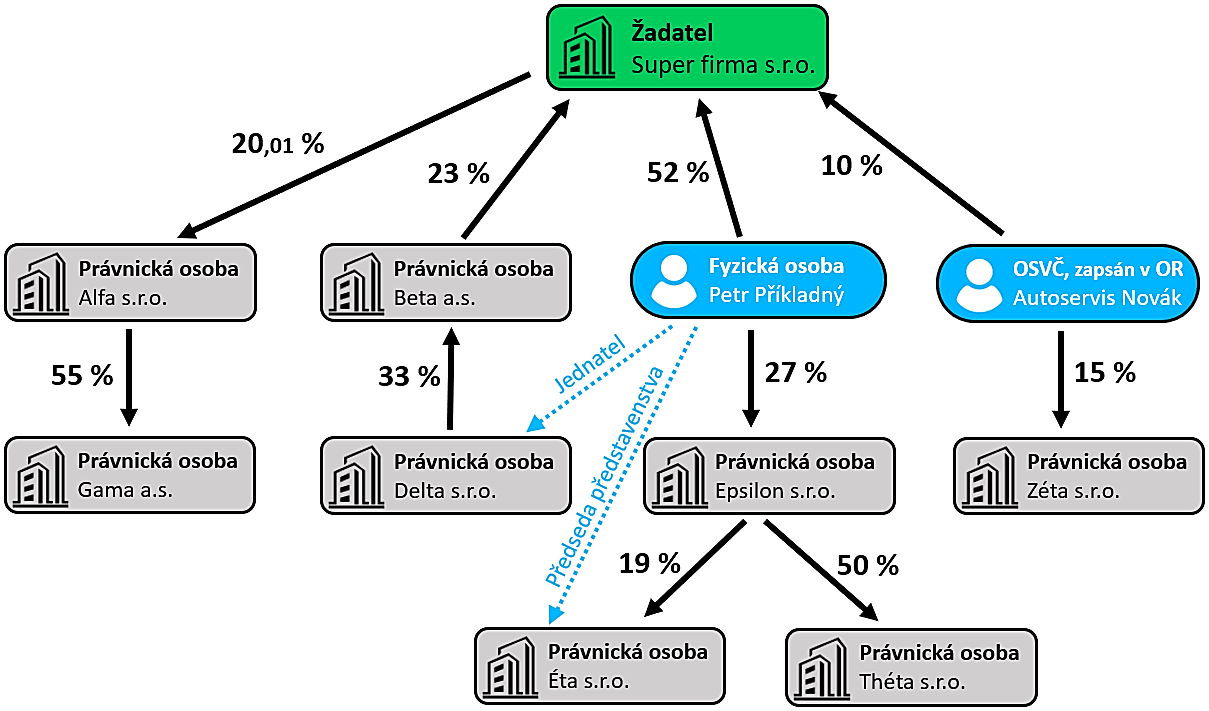 Žadatel
Super firma s.r.o.
20,01 %
23 %
52 %
10 %
Právnická osoba
Alfa s.r.o.
Právnická osoba
Beta a.s.
Fyzická osoba
Petr Příkladný
OSVČ, zapsán v OR
Autoservis Novák
55 %
33 %
Jednatel
Předseda představenstva
27 %
15 %
Právnická osoba
Gama a.s.
Právnická osoba
Delta s.r.o.
Právnická osoba
Epsilon s.r.o.
Právnická osoba
Zéta s.r.o.
19 %
50 %
Právnická osoba
Éta s.r.o.
Právnická osoba
Théta s.r.o.